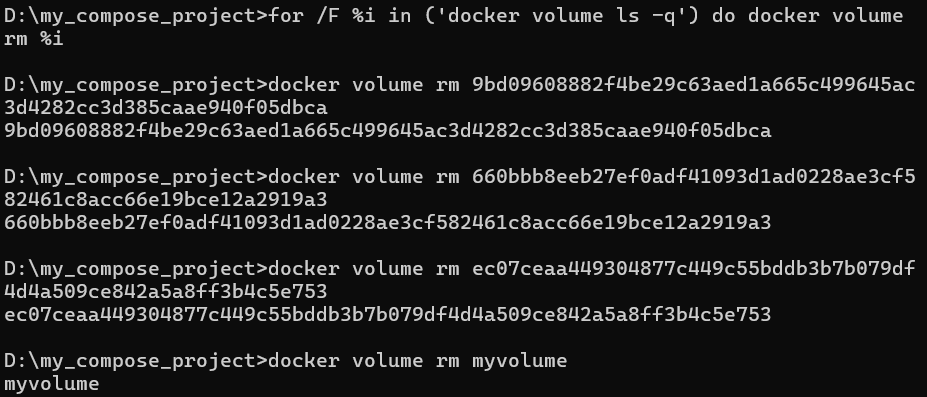 D:\my_compose_project>for /F %i in ('docker volume ls -q') do docker volume
rm %i
D:\my_compose_project>docker volume rm 9bd09608882f4be29c63aed1a665c499645ac
3d4282cc3d385caae940f05dbca
9bd09608882f4be29c63aed1a665c499645ac3d4282cc3d385caae940f05dbca
D:\my_compose_project>docker volume rm 660bbb8eeb27ef0adf41093d1ad0228ae3cf5
82461c8acc66e19bce12a2919a3
660bbb8eeb27ef0adf41093d1ad0228ae3cf582461c8acc66e19bce12a2919a3
D:\my_compose_project>docker volume rm ec07ceaa449304877c449c55bddb3b7b079df
4d4a509ce842a5a8ff3b4c5e753
ec07ceaa449304877c449c55bddb3b7b079df4d4a509ce842a5a8ff3b4c5e753
D:\my_compose_project>docker volume rm myvolume
myvolume